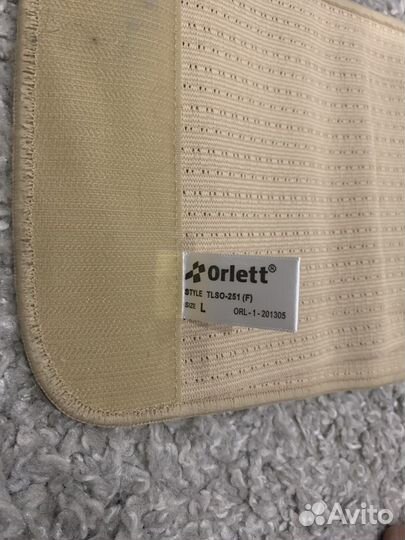 Orlett®
STYLE TLSO-251 (F)
SIZE L ORL-1-201305
Avito